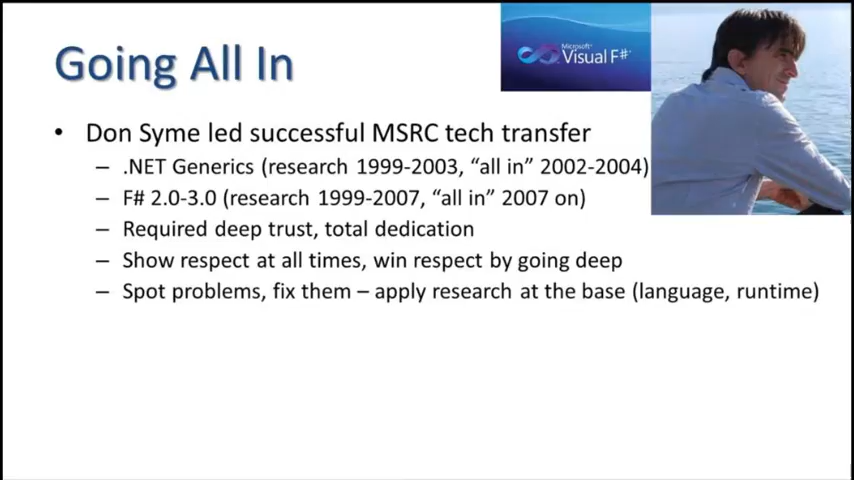 Going All In
Microsoft®
Visual F#
• Don Syme led successful MSRC tech transfer
– .NET Generics (research 1999-2003, “all in” 2002-2004)
– F# 2.0-3.0 (research 1999-2007, “all in” 2007 on)
– Required deep trust, total dedication
– Show respect at all times, win respect by going deep
– Spot problems, fix them – apply research at the base (language, runtime)